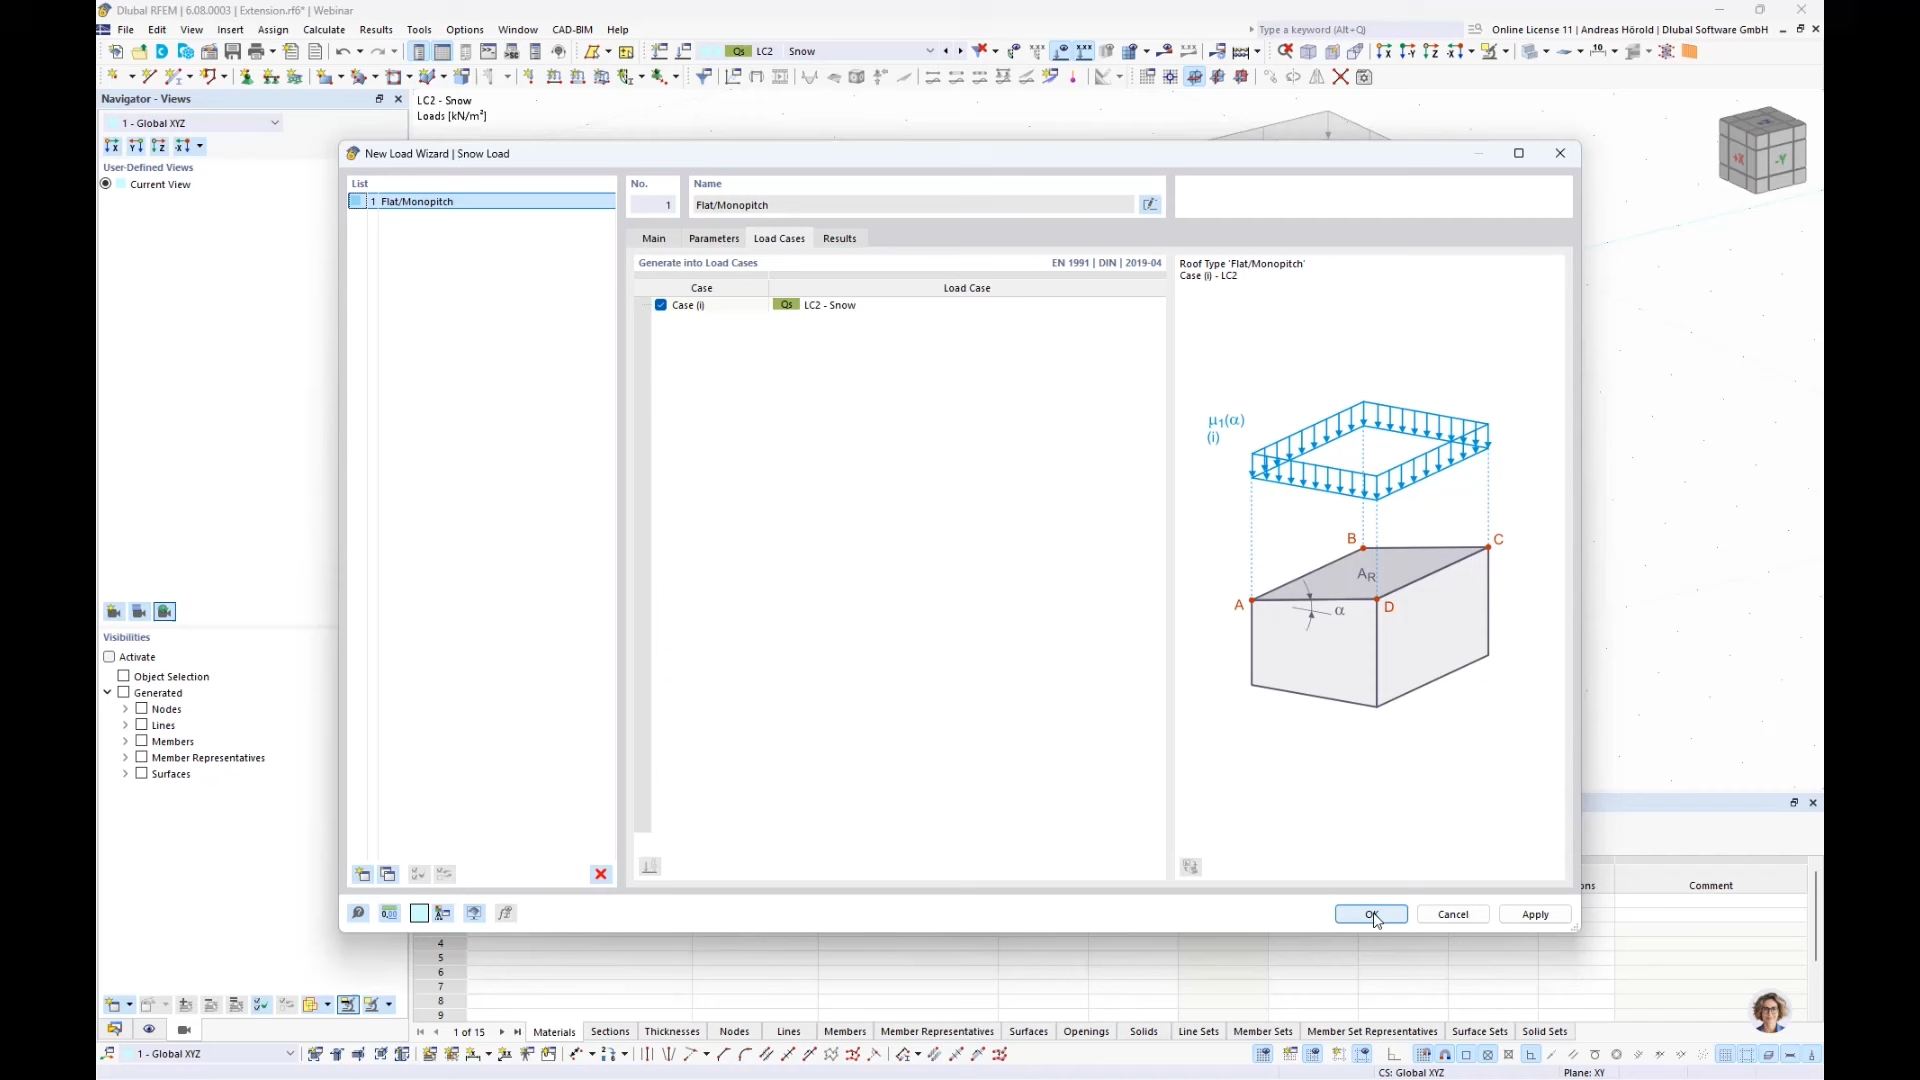 Dlubal RFEM | 6.08.0003 | Extension.rf6* | Webinar
File Edit View Insert Assign Calculate Results Tools Options Window CAD-BIM Help
Type a keyword (Alt+Q)
Online License 11 | Andreas Hörold | Dlubal Software GmbH
Qs LC2 Snow
Navigator - Views
1 - Global XYZ
User-Defined Views
Current View
LC2 - Snow
Loads [kN/m²]
+X
-Y
New Load Wizard | Snow Load
List
1 Flat/Monopitch
No.
1
Name
Flat/Monopitch
Main Parameters Load Cases Results
Generate into Load Cases
EN 1991 | DIN | 2019-04
Case Load Case
Case (i) Qs LC2 - Snow
Roof Type 'Flat/Monopitch'
Case (i) - LC2
μ1(α)
(i)
B
C
AR
A
α
D
Visibilities
Activate
Object Selection
Generated
Nodes
Lines
Members
Member Representatives
Surfaces
OK Cancel Apply
ons Comment
4
5
6
7
8
9
1 of 15 Materials Sections Thicknesses Nodes Lines Members Member Representatives Surfaces Openings Solids Line Sets Member Sets Member Set Representatives Surface Sets Solid Sets
1 - Global XYZ
CS: Global XYZ Plane: XY